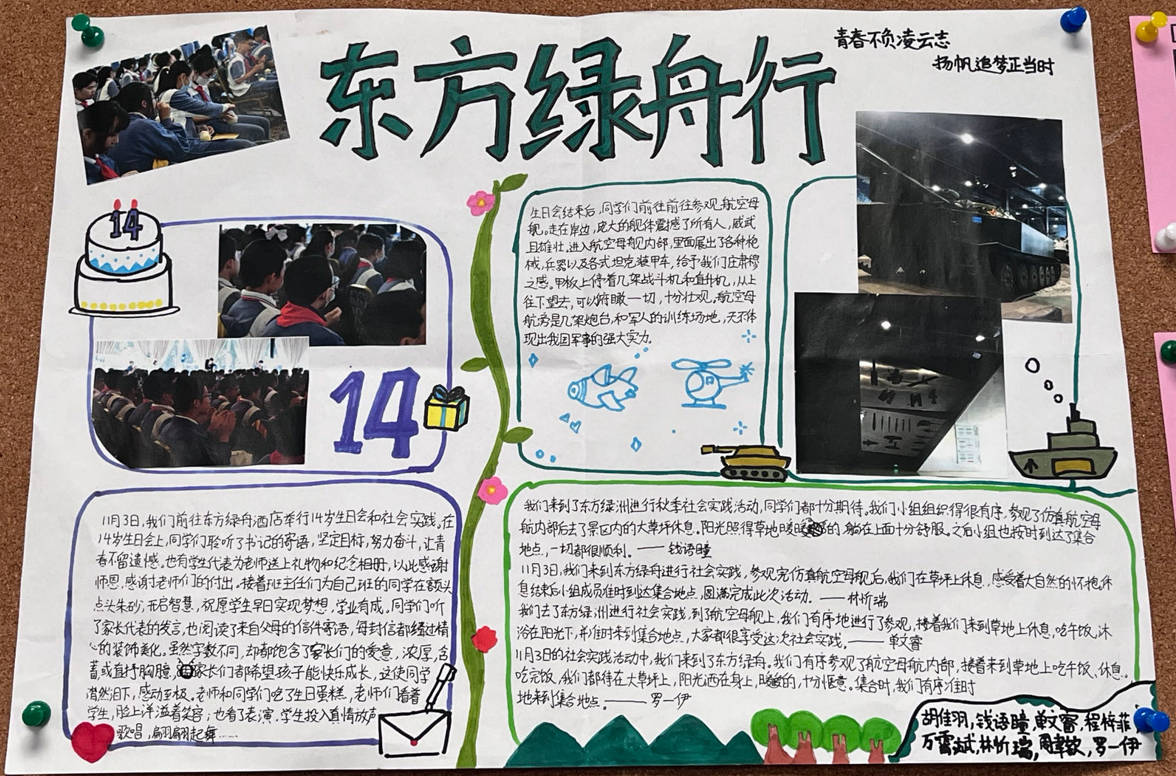 东方绿舟行
青春不负凌云志
扬帆追梦正当时
14
14
生日会结束后,同学们前往前往参观,航空母
舰。走在岸边,庞大的舰体震撼了所有人,威武
且雄壮,进入航空母舰内部,里面展出了各种枪
械,兵器以及各式坦克装甲车,给予我们庄肃穆
之感。甲板上停着几架战斗机和直升机,从上
往下望去,可以俯瞰一切,十分壮观,航空母
航旁是几架炮台,和军人的训练场地,无不体
现出我国军事的强大实力。
11月3日,我们前往东方绿舟酒店举行14岁生日会和社会实践。在
14岁生日会上,同学们聆听了书记的寄语,坚定目标,努力奋斗,让青
春不留遗憾。也有学生代表为老师送上礼物和纪念相册,以此感谢
师恩,感谢老师们的付出,接着班主任们为自己班的同学在额头
点头朱砂,开启智慧,祝愿学生早日实现梦想,学业有成。同学们听
了家长代表的发言,也阅读了来自父母的信件寄语,每封信都经过精
心的装饰美化。虽然字数不同,却都饱含了家长们的爱意,浓厚,含
蓄或直抒胸臆,家长们都希望孩子能快乐成长,这使同学
潸然泪下,感动至极。老师和同学们吃了生日蛋糕,老师们看着
学生,脸上洋溢着笑容;也看了表演,学生投入真情放声
歌唱,翩翩起舞……
我们来到了东方绿洲进行秋季社会实践活动,同学们都十分期待,我们小组组织得很有序,参观了仿真航空母
航内部后去了景区内的大草坪休息,阳光照得草地暖暖的,躺在上面十分舒服。之后小组也按时到达了集合
地点,一切都很顺利。——钱语瞳
11月3日,我们来到东方绿舟进行社会实践,参观完仿真航空母舰后,我们在草坪上休息,感受着大自然的怀抱,休
息结束后小组成员准时到达集合地点,圆满完成此次活动。——林忻瑞
我们去了东方绿洲进行社会实践,到了航空母舰上,我们有序地进行了参观,接着我们来到草地上休息,吃午饭,沐
浴在阳光下,并准时来到集合地点,大家都很享受这次社会实践。——单文睿
11月3日的社会实践活动中,我们来到了东方绿舟。我们有序参观了航空母航内部,接着来到草地上吃午饭、休息。
吃完饭,我们都待在大草坪上,阳光洒在身上,暖暖的,十分惬意。集合时,我们有序准时
地来到集合地点。——罗一伊
胡佳羽,钱语瞳,单文睿,程
万霄斌,林忻瑞,罗一伊